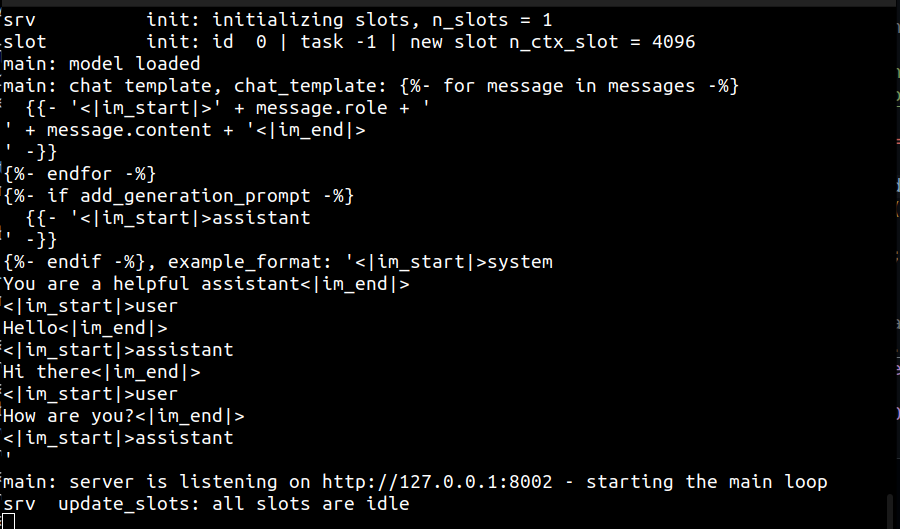 srv          init: initializing slots, n_slots = 1
slot         init: id  0 | task -1 | new slot n_ctx_slot = 4096
main: model loaded
main: chat template, chat_template: {%- for message in messages -%}
  {{- '<|im_start|>' + message.role + '
' + message.content + '<|im_end|>
' -}}
{%- endfor -%}
{%- if add_generation_prompt -%}
  {{- '<|im_start|>assistant
' -}}
{%- endif -%}, example_format: '<|im_start|>system
You are a helpful assistant<|im_end|>
<|im_start|>user
Hello<|im_end|>
<|im_start|>assistant
Hi there<|im_end|>
<|im_start|>user
How are you?<|im_end|>
<|im_start|>assistant
'
main: server is listening on http://127.0.0.1:8002 - starting the main loop
srv  update_slots: all slots are idle